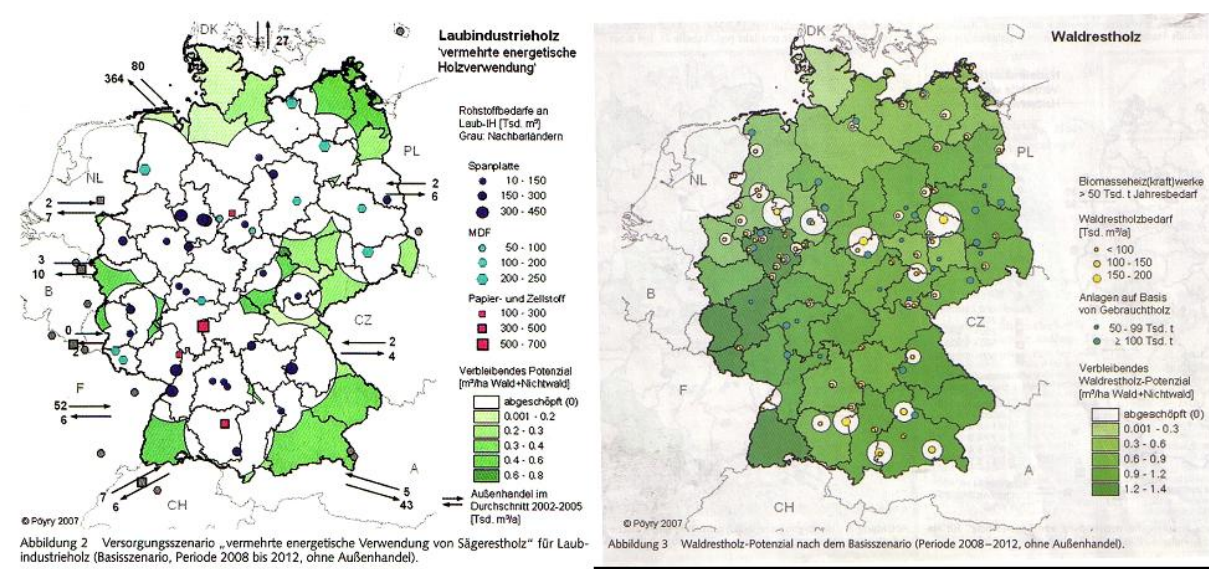 DK
2
27
Laubindustrieholz
'vermehrte energetische
Holzverwendung'
80
364
Rohstoffbedarfe an
Laub-IH [Tsd. m³]
Grau: Nachbarländern
PL
NL
Spanplatte
10 - 150
150 - 300
300 - 450
2
6
2
7
MDF
50 - 100
100 - 200
200 - 250
3
10
B
Papier- und Zellstoff
100 - 300
300 - 500
500 - 700
CZ
0
2
2
4
F
Verbleibendes Potenzial
[m³/ha Wald+Nichtwald]
abgeschöpft (0)
0.001 - 0.2
0.2 - 0.3
0.3 - 0.4
0.4 - 0.6
0.6 - 0.8
52
6
A
5
43
7
6
CH
Außenhandel im
Durchschnitt 2002-2005
[Tsd. m³/a]
© Pöyry 2007
Abbildung 2 Versorgungsszenario „vermehrte energetische Verwendung von Sägerestholz“ für Laub-
industrieholz (Basisszenario, Periode 2008 bis 2012, ohne Außenhandel).
DK
Waldrestholz
PL
NL
Biomasseheiz(kraft)werke
> 50 Tsd. t Jahresbedarf
Waldrestholzbedarf
[Tsd. m³/a]
< 100
100 - 150
150 - 200
B
Anlagen auf Basis
von Gebrauchtholz
50 - 99 Tsd. t
≥ 100 Tsd. t
CZ
F
Verbleibendes
Waldrestholz-Potenzial
[m³/ha Wald+Nichtwald]
abgeschöpft (0)
0.001 - 0.3
0.3 - 0.6
0.6 - 0.9
0.9 - 1.2
1.2 - 1.4
A
CH
© Pöyry 2007
Abbildung 3 Waldrestholz-Potenzial nach dem Basisszenario (Periode 2008–2012, ohne Außenhandel).